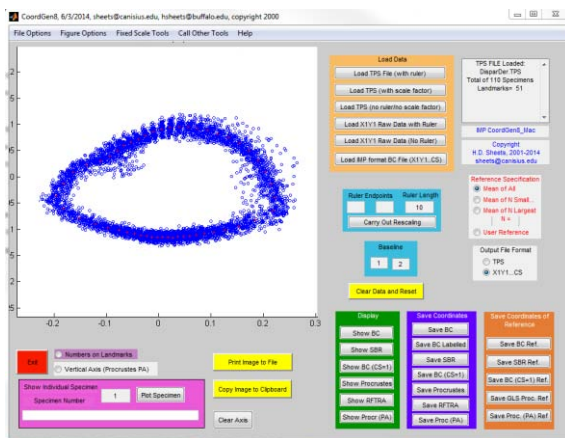 CoordGen8, 6/3/2014, sheets@canisius.edu, hsheets@buffalo.edu, copyright 2000
File Options Figure Options Fixed Scale Tools Call Other Tools Help
-0.2 -0.1 0 0.1 0.2 0.3
Load Data
Load TPS File (with ruler)
Load TPS (with scale factor)
Load TPS (no ruler/no scale factor)
Load X1Y1 Raw Data with Ruler
Load X1Y1 Raw Data (No Ruler)
Load IMP format BC File (X1Y1..CS)
TPS FILE Loaded:
DisparDer.TPS
Total of 110 Specimens
Landmarks= 51
IMP CoordGen8_Mac
Copyright
H.D. Sheets, 2001-2014
sheets@canisius.edu
Ruler Endpoints Ruler Length
10
Carry Out Rescaling
Baseline
1 2
Clear Data and Reset
Reference Specification
Mean of All
Mean of N Small...
Mean of N Largest
N =
User Reference
Output File Format
TPS
X1Y1...CS
Exit
Numbers on Landmarks
Vertical Axis (Procrustes PA)
Show Individual Specimen
Specimen Number 1 Plot Specimen
Print Image to File
Copy Image to Clipboard
Clear Axis
Display
Show BC
Show SBR
Show BC (CS=1)
Show Procrustes
Show RFTRA
Show Procr (PA)
Save Coordinates
Save BC
Save BC Labelled
Save SBR
Save BC (CS=1)
Save Procrustes
Save RFTRA
Save Proc (PA)
Save Coordinates of
Reference
Save BC Ref.
Save SBR Ref.
Save BC (CS=1) Ref
Save GLS Proc. Ref
Save Proc. (PA) Ref